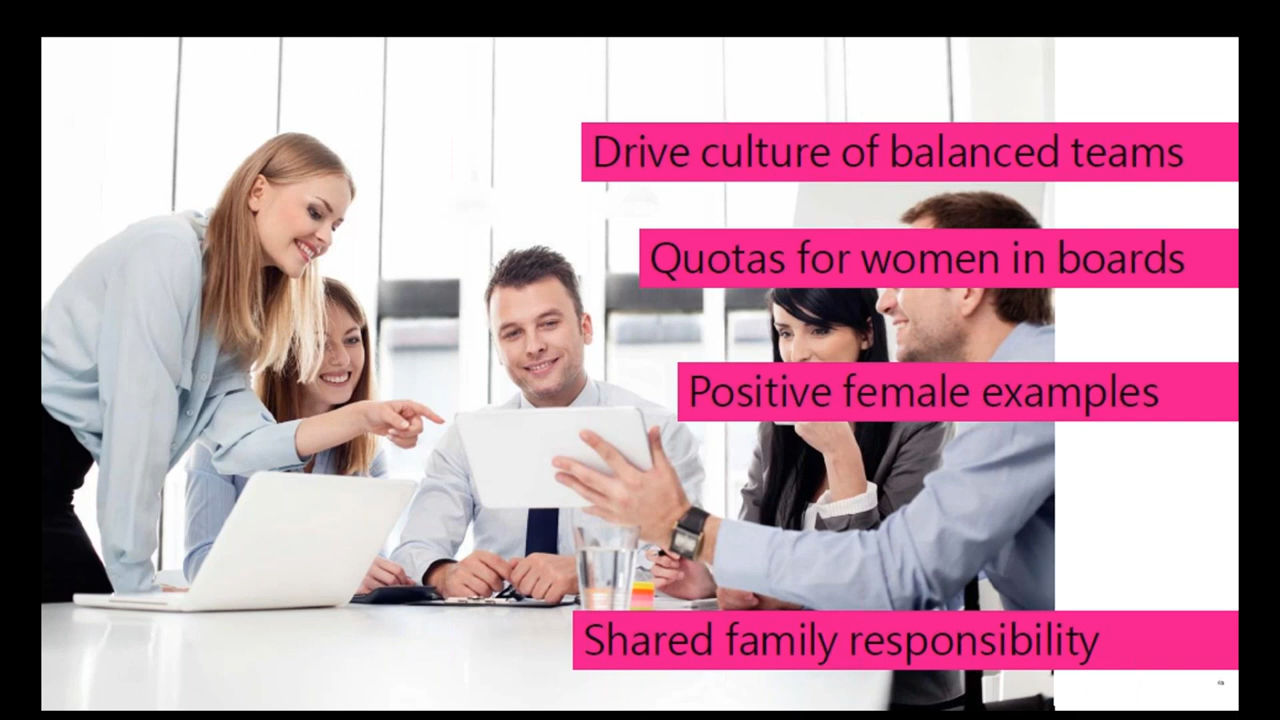 Drive culture of balanced teams
Quotas for women in boards
Positive female examples
Shared family responsibility